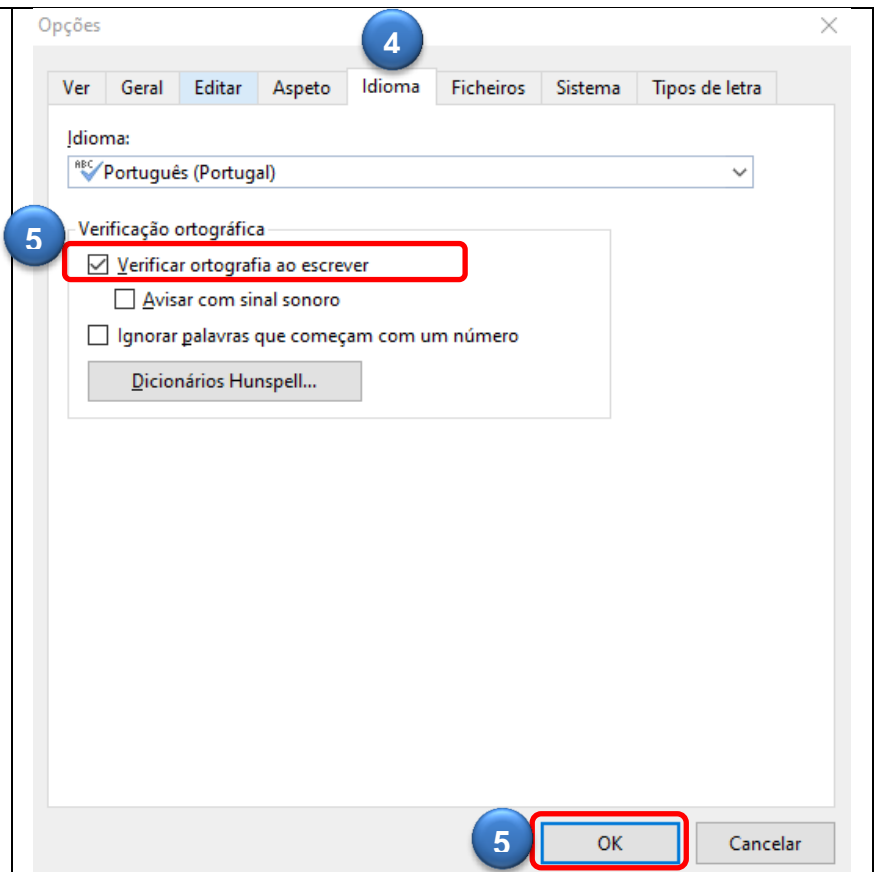 Opções
4
Ver Geral Editar Aspeto Idioma Ficheiros Sistema Tipos de letra
Idioma:
ABC Português (Portugal)
5
Verificação ortográfica
Verificar ortografia ao escrever
Avisar com sinal sonoro
Ignorar palavras que começam com um número
Dicionários Hunspell...
5 OK Cancelar